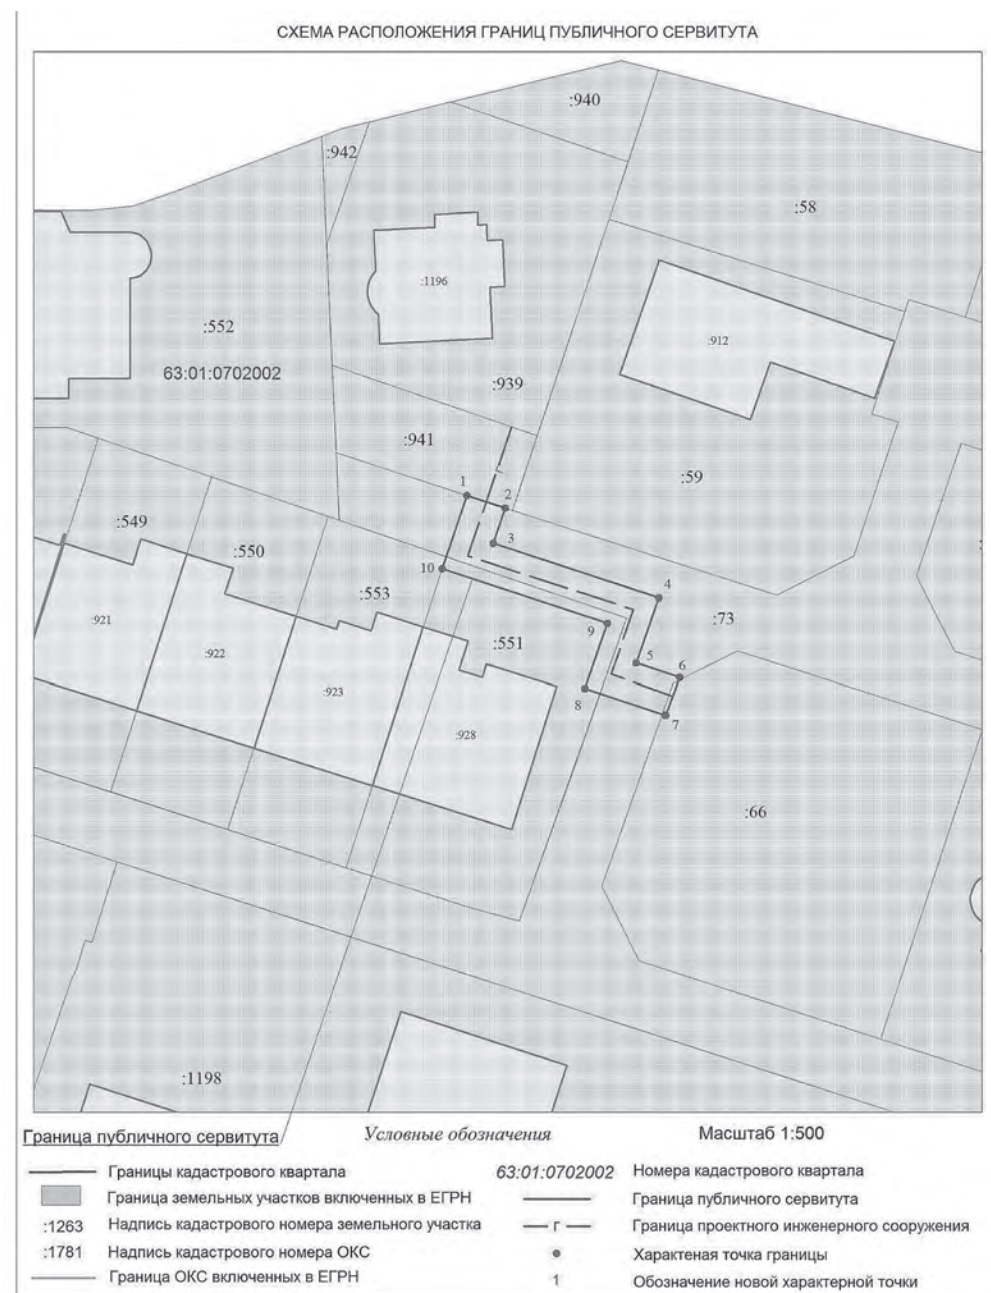 СХЕМА РАСПОЛОЖЕНИЯ ГРАНИЦ ПУБЛИЧНОГО СЕРВИТУТА
:940
:942
:58
:1196
:552
:912
63:01:0702002
:939
:941
:59
1
2
:549
3
:550
10
4
:553
:73
:921
9
:551
:922
5
6
:923
8
7
:928
:66
:1198
Граница публичного сервитута
Условные обозначения
Масштаб 1:500
Границы кадастрового квартала
63:01:0702002 Номера кадастрового квартала
Граница земельных участков включенных в ЕГРН
Граница публичного сервитута
:1263 Надпись кадастрового номера земельного участка
Г Граница проектного инженерного сооружения
:1781 Надпись кадастрового номера ОКС
Характеная точка границы
Граница ОКС включенных в ЕГРН
1 Обозначение новой характерной точки